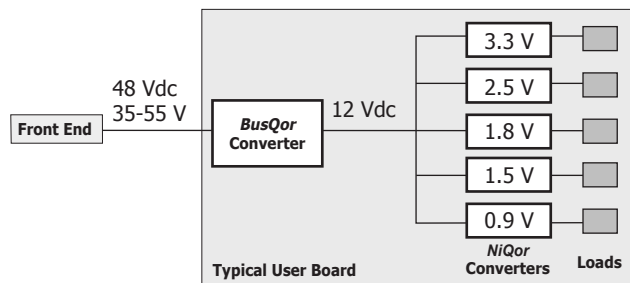 48 Vdc
35-55 V
Front End
BusQor
Converter
12 Vdc
3.3 V
2.5 V
1.8 V
1.5 V
0.9 V
NiQor
Converters
Loads
Typical User Board